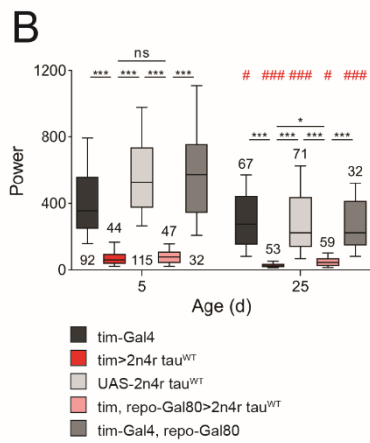 B
ns
*** *** *** ***
# ### ### # ###
*
*** *** *** ***
1200
800
400
0
Power
92 44 115 47 32
67 53 71 59 32
5 25
Age (d)
tim-Gal4
tim>2n4r tauWT
UAS-2n4r tauWT
tim, repo-Gal80>2n4r tauWT
tim-Gal4, repo-Gal80